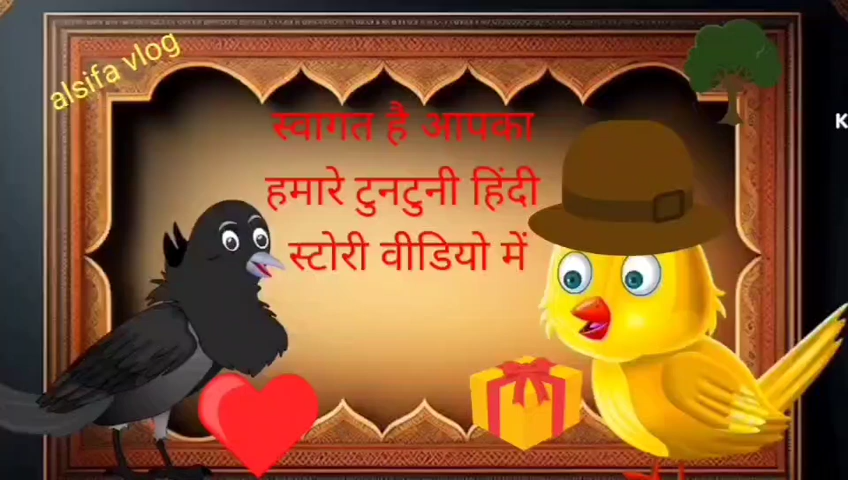 alsifa vlog
स्वागत है आपका
हमारे टुनटुनी हिंदी
स्टोरी वीडियो में
K